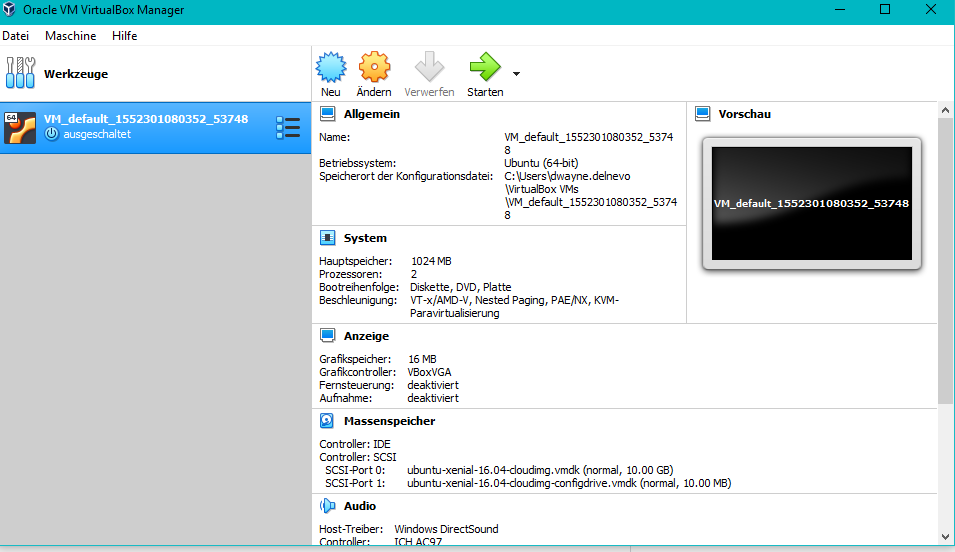 Oracle VM VirtualBox Manager
Datei Maschine Hilfe
Werkzeuge
Neu Ändern Verwerfen Starten
64
VM_default_1552301080352_53748
ausgeschaltet
Allgemein
Name: VM_default_1552301080352_5374
8
Betriebssystem: Ubuntu (64-bit)
Speicherort der Konfigurationsdatei: C:\Users\dwayne.delnevo
\VirtualBox VMs
\VM_default_1552301080352_5374
8
Vorschau
VM_default_1552301080352_53748
System
Hauptspeicher: 1024 MB
Prozessoren: 2
Bootreihenfolge: Diskette, DVD, Platte
Beschleunigung: VT-x/AMD-V, Nested Paging, PAE/NX, KVM-
Paravirtualisierung
Anzeige
Grafikspeicher: 16 MB
Grafikcontroller: VBoxVGA
Fernsteuerung: deaktiviert
Aufnahme: deaktiviert
Massenspeicher
Controller: IDE
Controller: SCSI
SCSI-Port 0: ubuntu-xenial-16.04-cloudimg.vmdk (normal, 10.00 GB)
SCSI-Port 1: ubuntu-xenial-16.04-cloudimg-configdrive.vmdk (normal, 10.00 MB)
Audio
Host-Treiber: Windows DirectSound
Controller: ICH AC97